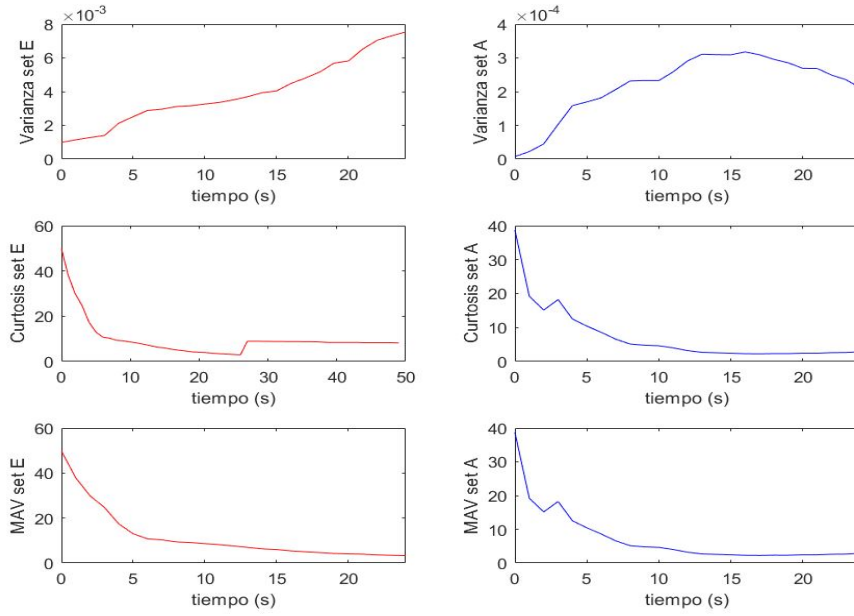 ×10⁻³
8
6
4
2
0
Varianza set E
0 5 10 15 20
tiempo (s)
×10⁻⁴
4
3
2
1
0
Varianza set A
0 5 10 15 20
tiempo (s)
60
40
20
0
Curtosis set E
0 10 20 30 40 50
tiempo (s)
40
30
20
10
0
Curtosis set A
0 5 10 15 20
tiempo (s)
60
40
20
0
MAV set E
0 5 10 15 20
tiempo (s)
40
30
20
10
0
MAV set A
0 5 10 15 20
tiempo (s)